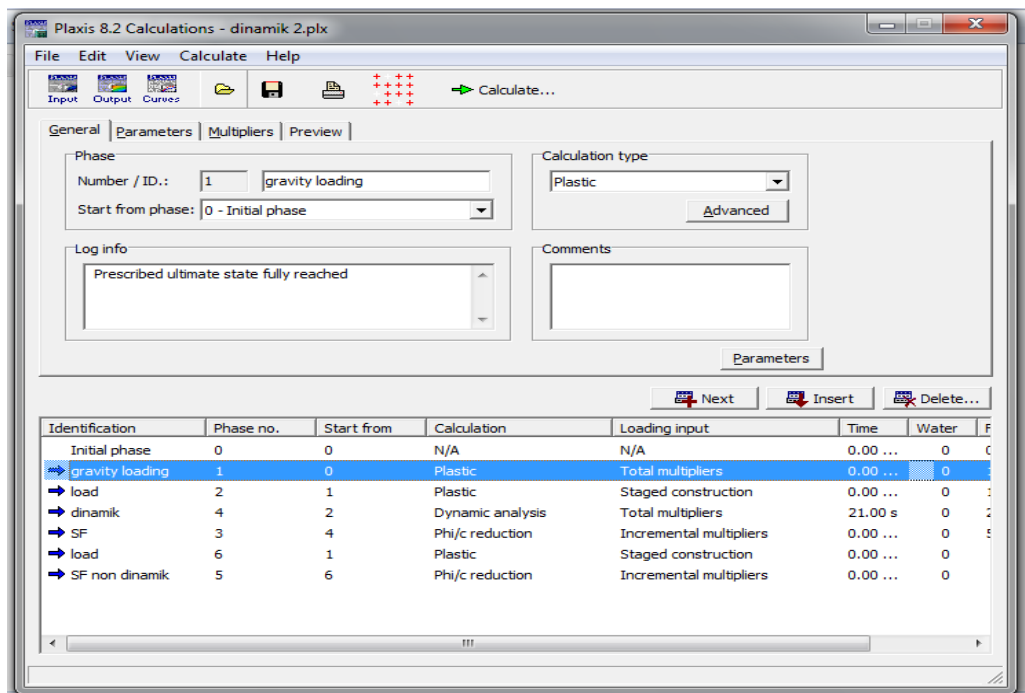 Plaxis 8.2 Calculations - dinamik 2.plx
File Edit View Calculate Help
Input Output Curves Calculate...
General Parameters Multipliers Preview
Phase Calculation type
Number / ID.: 1 gravity loading Plastic
Start from phase: 0 - Initial phase Advanced
Log info Comments
Prescribed ultimate state fully reached
Parameters
Next Insert Delete...
Identification Phase no. Start from Calculation Loading input Time Water F
Initial phase 0 0 N/A N/A 0.00 ... 0
gravity loading 1 0 Plastic Total multipliers 0.00 ... 0
load 2 1 Plastic Staged construction 0.00 ... 0
dinamik 4 2 Dynamic analysis Total multipliers 21.00 s 0
SF 3 4 Phi/c reduction Incremental multipliers 0.00 ... 0
load 6 1 Plastic Staged construction 0.00 ... 0
SF non dinamik 5 6 Phi/c reduction Incremental multipliers 0.00 ... 0